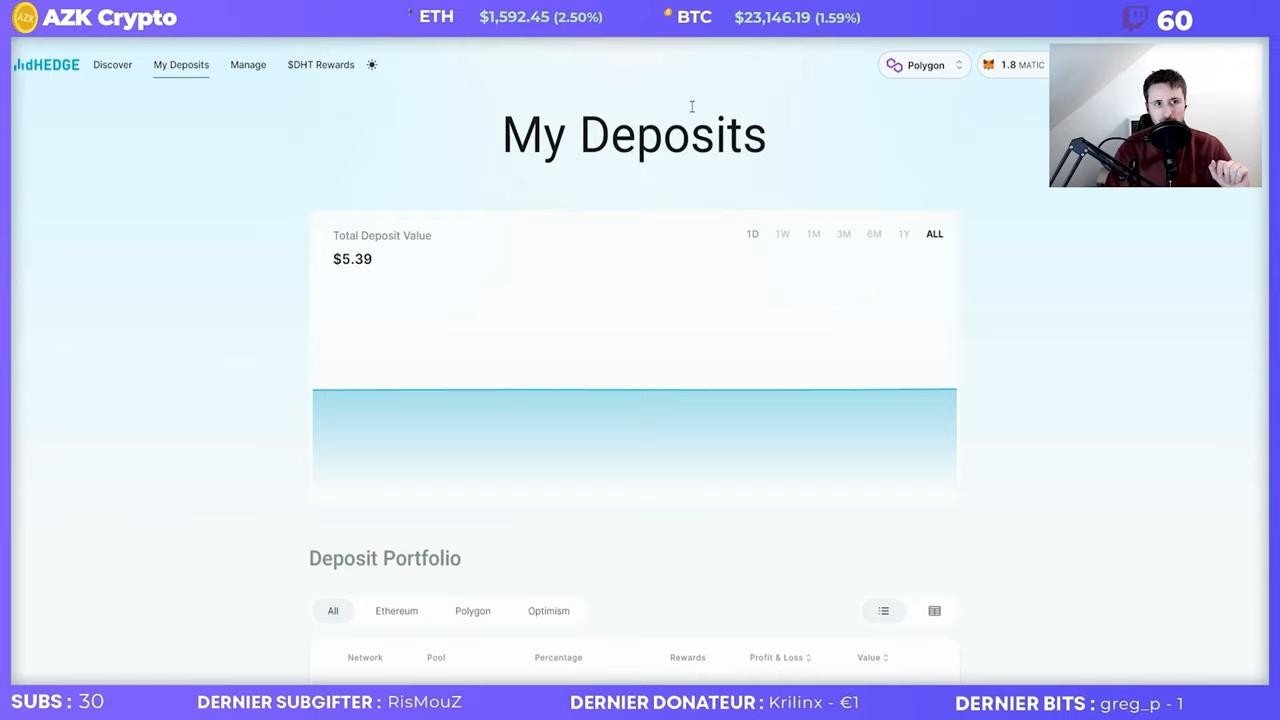 AZK Crypto
ETH $1,592.45 (2.50%)
BTC $23,146.19 (1.59%)
60
dHEDGE
Discover
My Deposits
Manage
$DHT Rewards
Polygon
1.8 MATIC
My Deposits
Total Deposit Value
1D 1W 1M 3M 6M 1Y ALL
$5.39
Deposit Portfolio
All Ethereum Polygon Optimism
Network Pool Percentage Rewards Profit & Loss Value
SUBS : 30
DERNIER SUBGIFTER : RisMouZ
DERNIER DONATEUR : Krilinx - €1
DERNIER BITS : greg_p - 1